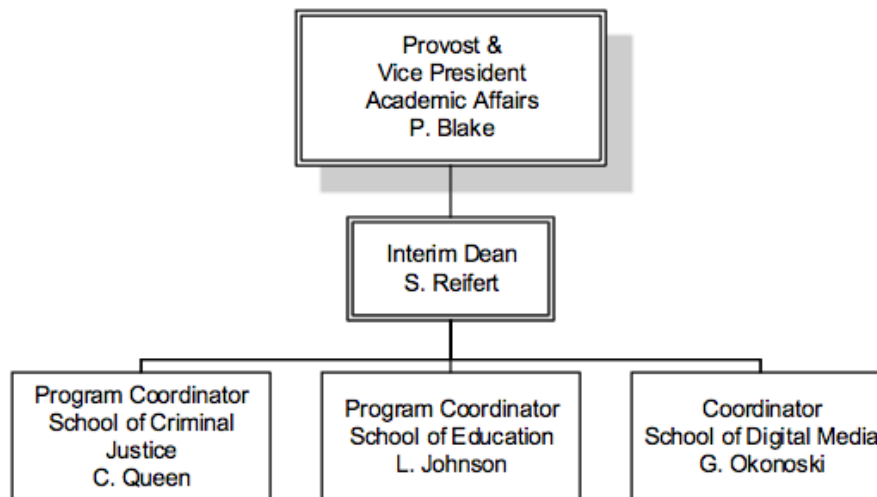 Provost &
Vice President
Academic Affairs
P. Blake
Interim Dean
S. Reifert
Program Coordinator
School of Criminal
Justice
C. Queen
Program Coordinator
School of Education
L. Johnson
Coordinator
School of Digital Media
G. Okonoski